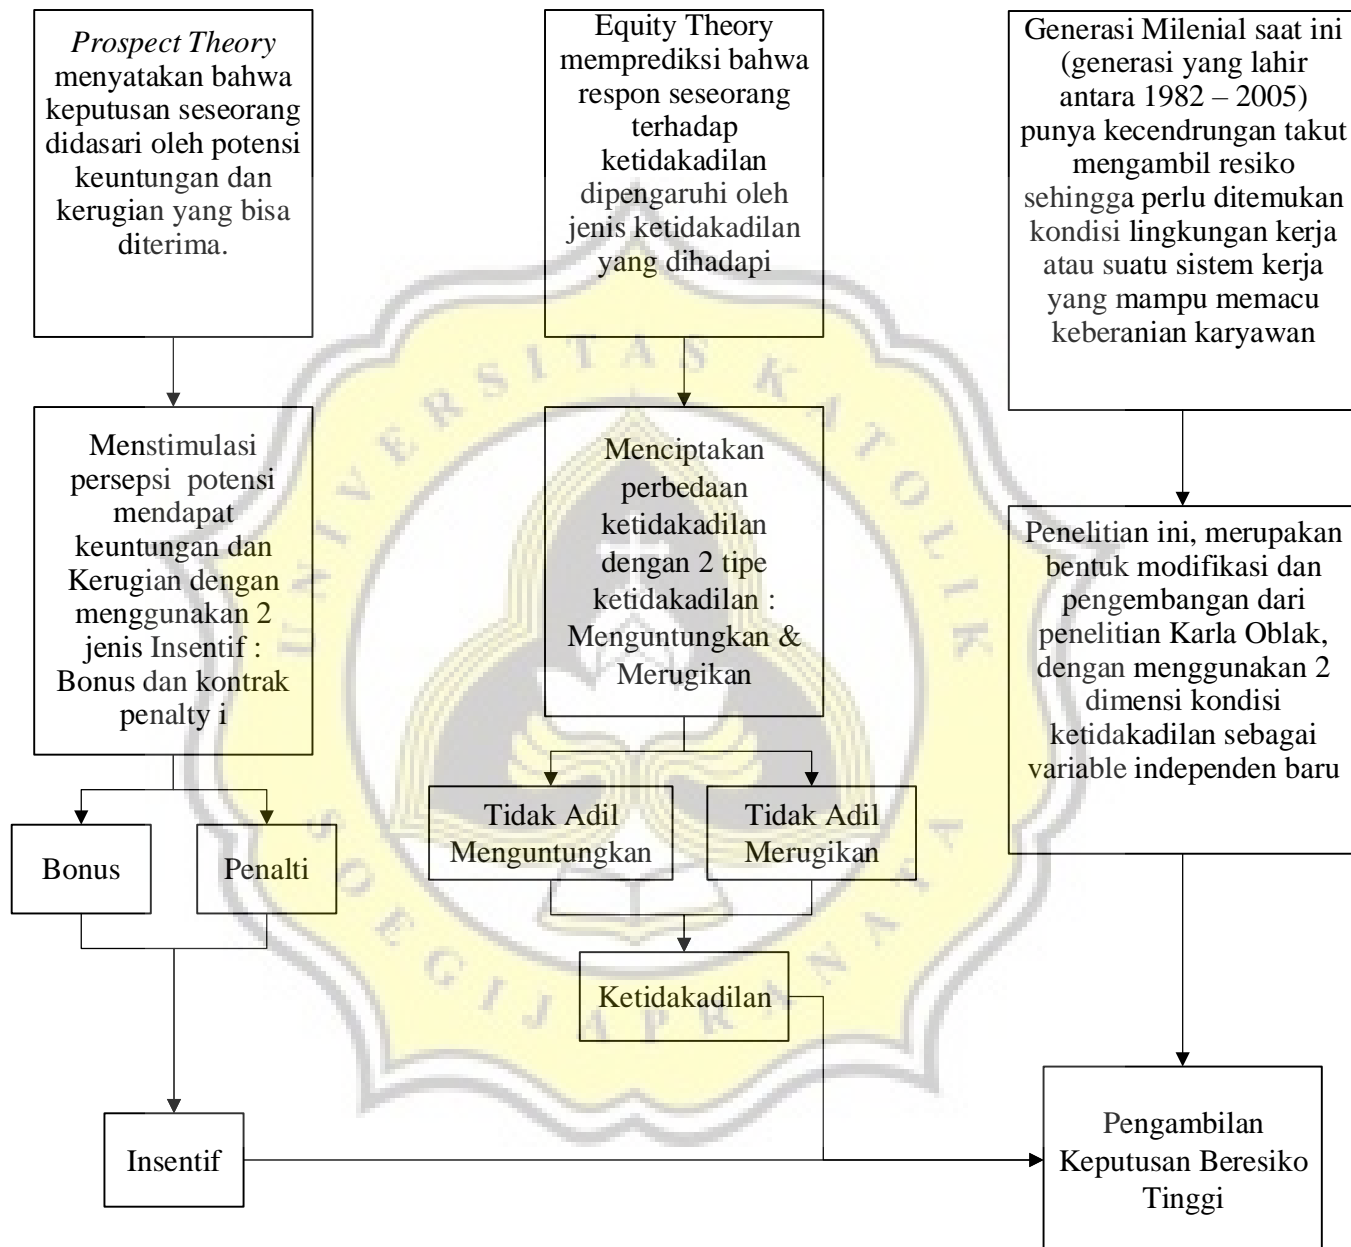 Prospect Theory
menyatakan bahwa
keputusan seseorang
didasari oleh potensi
keuntungan dan
kerugian yang bisa
diterima.
Equity Theory
memprediksi bahwa
respon seseorang
terhadap
ketidakadilan
dipengaruhi oleh
jenis ketidakadilan
yang dihadapi
Generasi Milenial saat ini
(generasi yang lahir
antara 1982 – 2005)
punya kecendrungan takut
mengambil resiko
sehingga perlu ditemukan
kondisi lingkungan kerja
atau suatu sistem kerja
yang mampu memacu
keberanian karyawan
Menstimulasi
persepsi potensi
mendapat
keuntungan dan
Kerugian dengan
menggunakan 2
jenis Insentif :
Bonus dan kontrak
penalty i
Menciptakan
perbedaan
ketidakadilan
dengan 2 tipe
ketidakadilan :
Menguntungkan &
Merugikan
Penelitian ini, merupakan
bentuk modifikasi dan
pengembangan dari
penelitian Karla Oblak,
dengan menggunakan 2
dimensi kondisi
ketidakadilan sebagai
variable independen baru
Bonus
Penalti
Tidak Adil
Menguntungkan
Tidak Adil
Merugikan
Ketidakadilan
Insentif
Pengambilan
Keputusan Beresiko
Tinggi
UNIVERSITAS KATOLIK
SOEGIJAPRANAYA